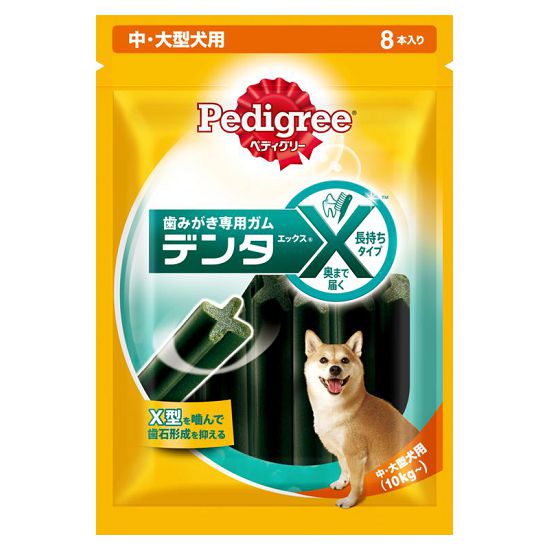 中・大型犬用
8本入り
Pedigree®
ペディグリー
歯みがき専用ガム
デンタ
エックス®
X
™
長持ち
タイプ
奥まで
届く
X型を噛んで
歯石形成を抑える
中・大型犬用
(10kg~)